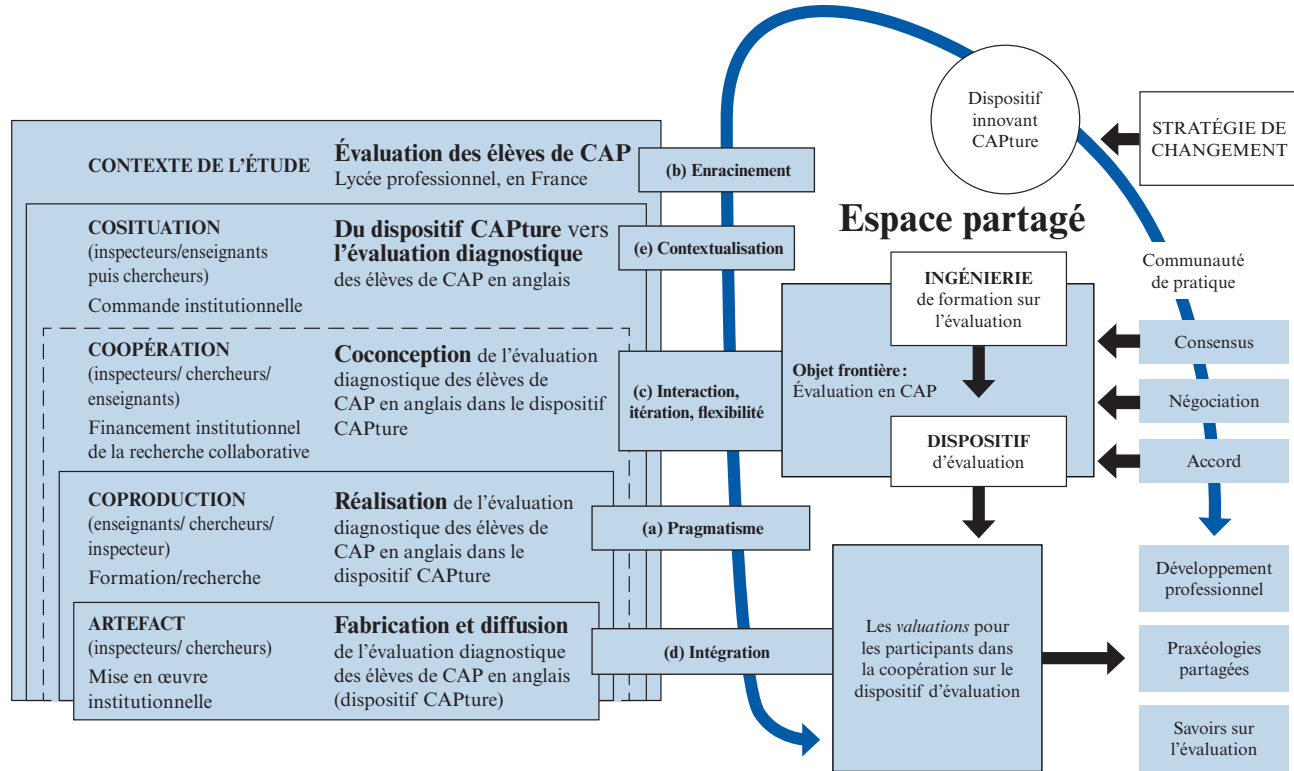 CONTEXTE DE L’ÉTUDE
Évaluation des élèves de CAP
Lycée professionnel, en France
COSITUATION
(inspecteurs/enseignants
puis chercheurs)
Commande institutionnelle
Du dispositif CAPture vers
l’évaluation diagnostique
des élèves de CAP en anglais
COOPÉRATION
(inspecteurs/ chercheurs/
enseignants)
Financement institutionnel
de la recherche collaborative
Coconception de l’évaluation
diagnostique des élèves de
CAP en anglais dans le dispositif
CAPture
COPRODUCTION
(enseignants/ chercheurs/
inspecteur)
Formation/recherche
Réalisation de l’évaluation
diagnostique des élèves de
CAP en anglais dans le
dispositif CAPture
ARTEFACT
(inspecteurs/ chercheurs)
Mise en œuvre
institutionnelle
Fabrication et diffusion
de l’évaluation diagnostique
des élèves de CAP en anglais
(dispositif CAPture)
(b) Enracinement
(e) Contextualisation
(c) Interaction,
itération, flexibilité
(a) Pragmatisme
(d) Intégration
Dispositif
innovant
CAPture
STRATÉGIE DE
CHANGEMENT
Espace partagé
INGÉNIERIE
de formation sur
l’évaluation
Objet frontière :
Évaluation en CAP
DISPOSITIF
d’évaluation
Les valuations pour
les participants dans
la coopération sur le
dispositif d’évaluation
Communauté
de pratique
Consensus
Négociation
Accord
Développement
professionnel
Praxéologies
partagées
Savoirs sur
l’évaluation